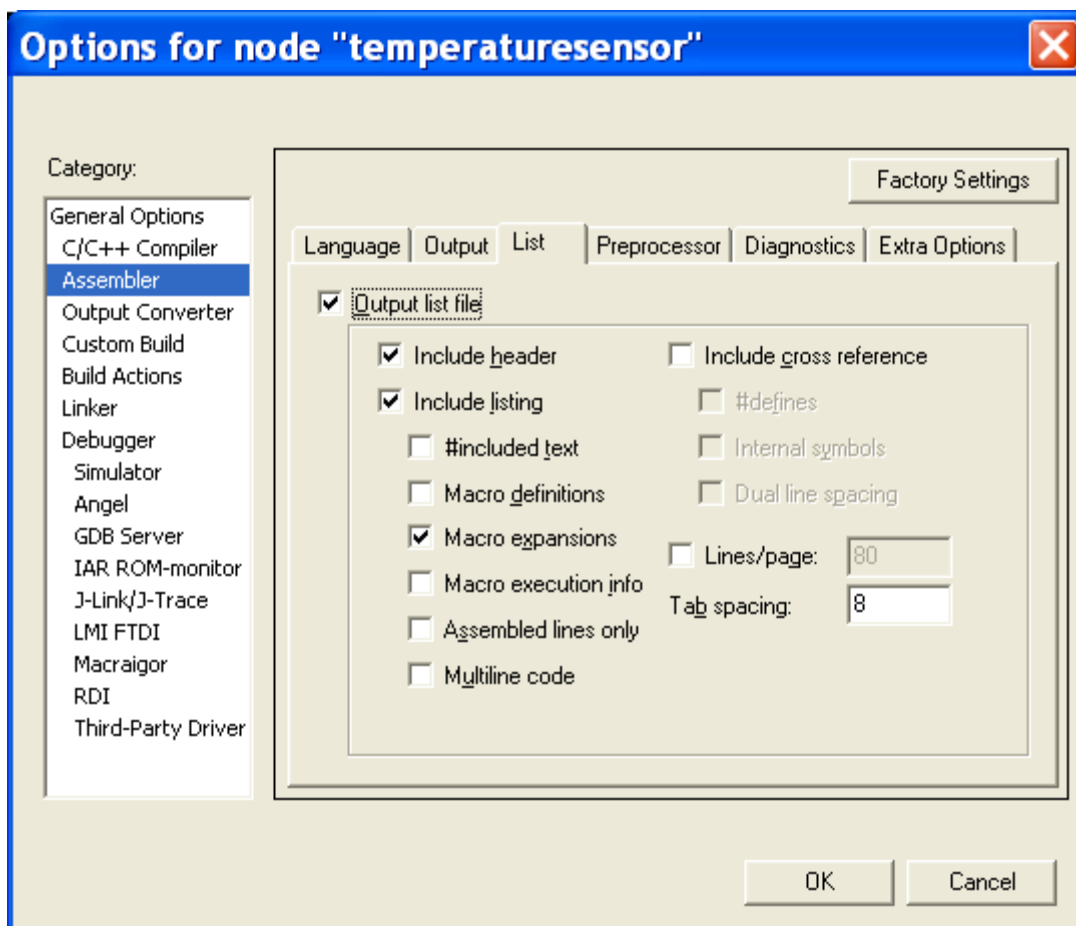 Options for node "temperaturesensor"
Category:
Factory Settings
General Options
C/C++ Compiler
Assembler
Output Converter
Custom Build
Build Actions
Linker
Debugger
Simulator
Angel
GDB Server
IAR ROM-monitor
J-Link/J-Trace
LMI FTDI
Macraigor
RDI
Third-Party Driver
Language Output List Preprocessor Diagnostics Extra Options
Output list file
Include header
Include listing
#included text
Macro definitions
Macro expansions
Macro execution info
Assembled lines only
Multiline code
Include cross reference
#defines
Internal symbols
Dual line spacing
Lines/page: 80
Tab spacing: 8
OK Cancel